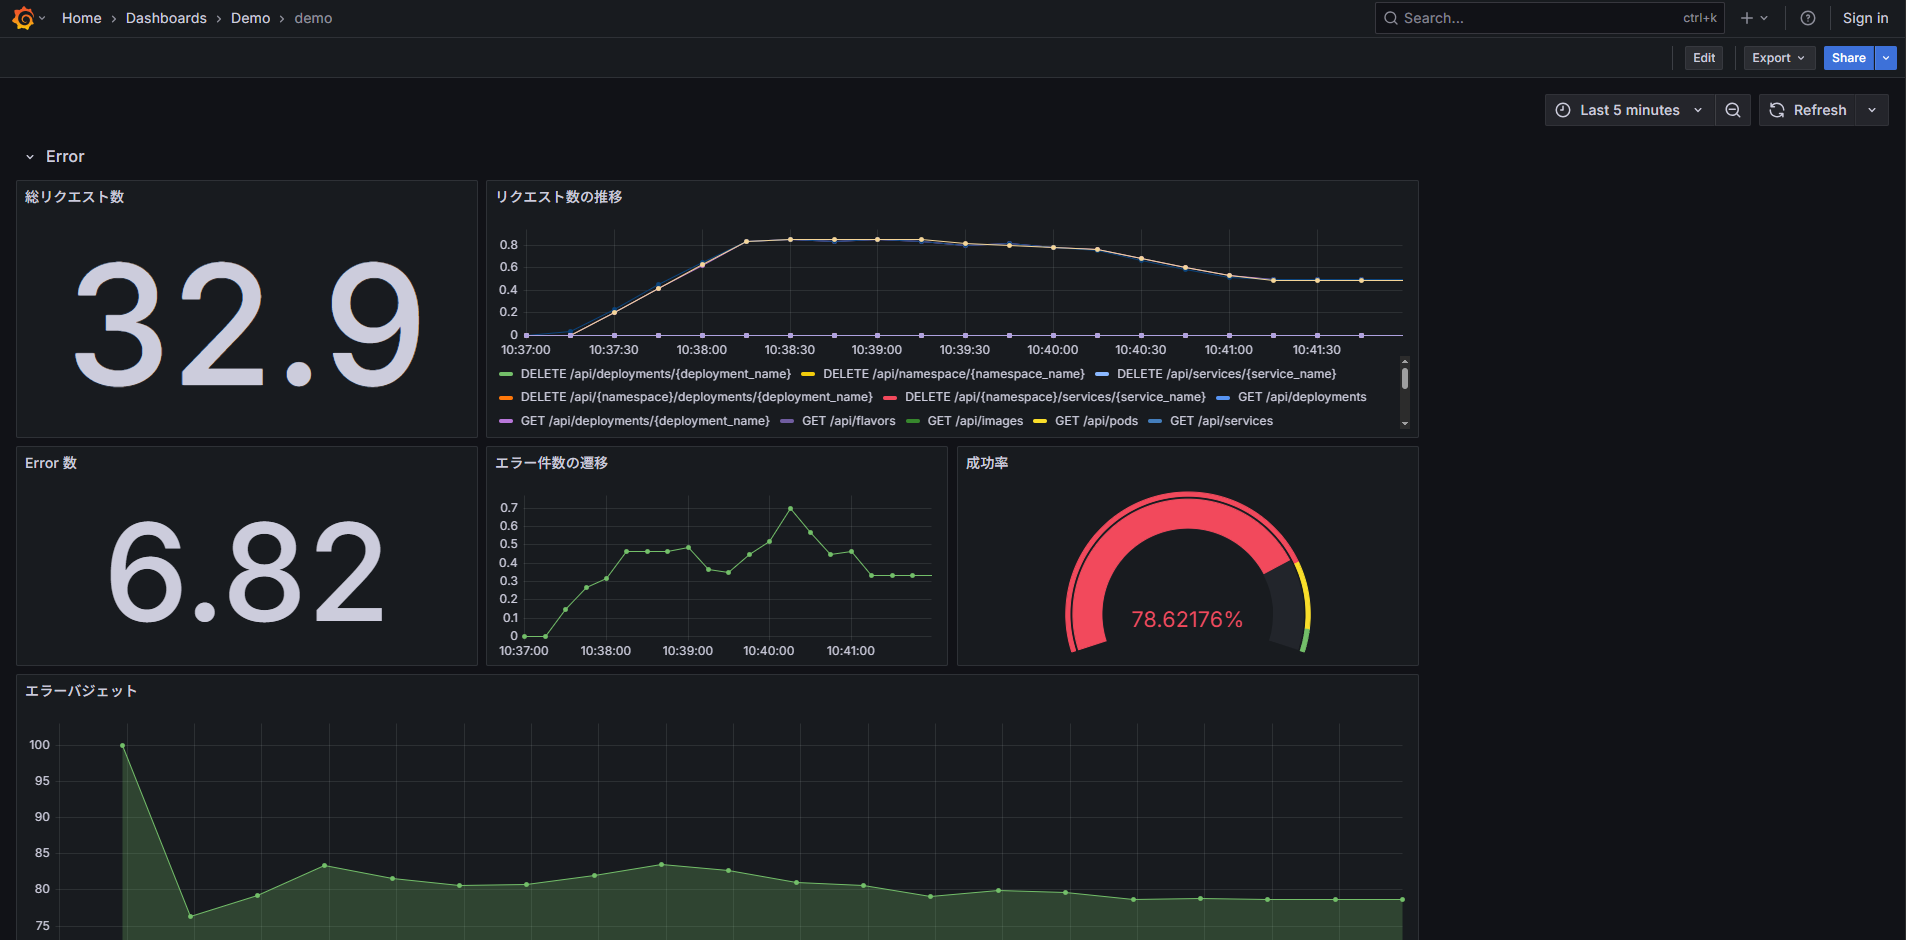 Home › Dashboards › Demo › demo
Search... ctrl+k
Sign in
Edit Export Share
Last 5 minutes Refresh
Error
総リクエスト数
32.9
リクエスト数の推移
0.8
0.6
0.4
0.2
0
10:37:00 10:37:30 10:38:00 10:38:30 10:39:00 10:39:30 10:40:00 10:40:30 10:41:00 10:41:30
DELETE /api/deployments/{deployment_name} DELETE /api/namespace/{namespace_name} DELETE /api/services/{service_name}
DELETE /api/{namespace}/deployments/{deployment_name} DELETE /api/{namespace}/services/{service_name} GET /api/deployments
GET /api/deployments/{deployment_name} GET /api/flavors GET /api/images GET /api/pods GET /api/services
Error 数
6.82
エラー件数の遷移
0.7
0.6
0.5
0.4
0.3
0.2
0.1
0
10:37:00 10:38:00 10:39:00 10:40:00 10:41:00
成功率
78.62176%
エラーバジェット
100
95
90
85
80
75